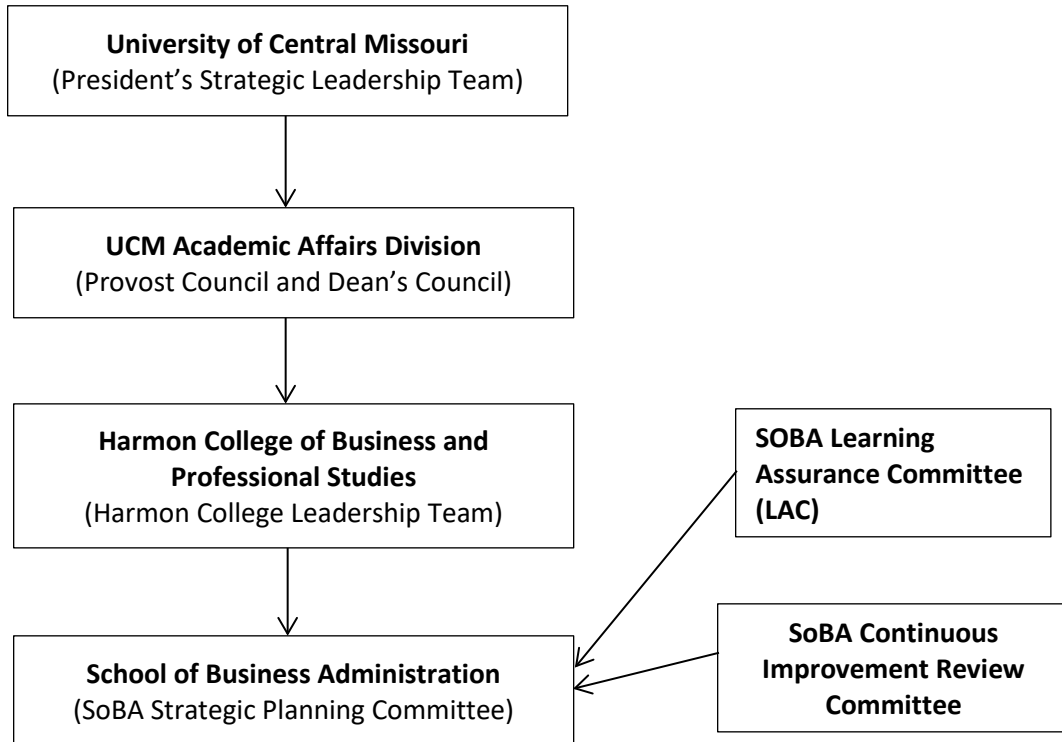 University of Central Missouri
(President’s Strategic Leadership Team)
UCM Academic Affairs Division
(Provost Council and Dean’s Council)
Harmon College of Business and
Professional Studies
(Harmon College Leadership Team)
SOBA Learning
Assurance Committee
(LAC)
School of Business Administration
(SoBA Strategic Planning Committee)
SoBA Continuous
Improvement Review
Committee